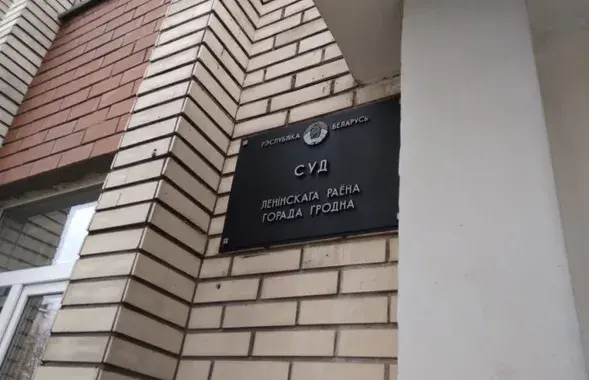 РЭСПУБЛІКА БЕЛАРУСЬ
СУД
ЛЕНІНСКАГА РАЁНА
ГОРАДА ГРОДНА